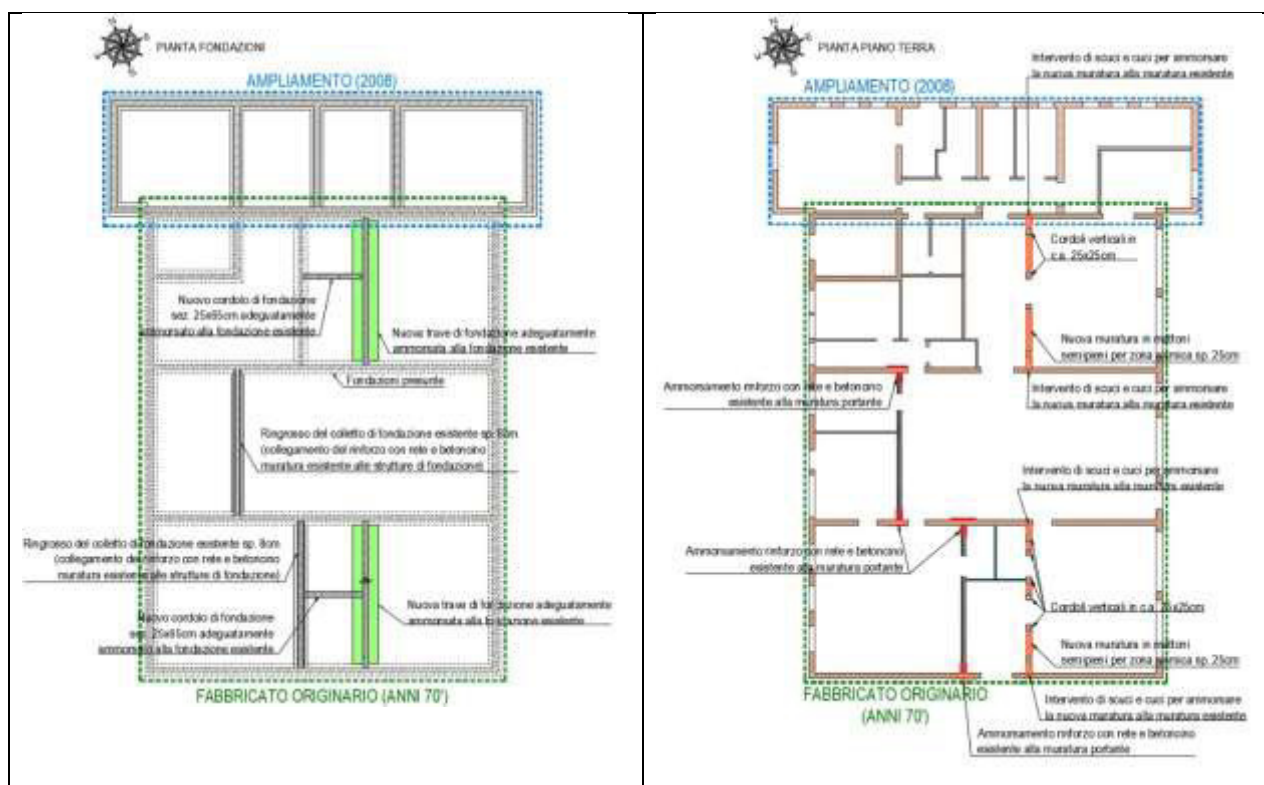 PIANTA FONDAZIONI
AMPLIAMENTO (2008)
Nuovo cordolo di fondazione
sez. 25x65cm adeguatamente
ammorsato alla fondazione esistente
Nuova trave di fondazione adeguatamente
ammorsata alla fondazione esistente
Fondazioni presunte
Ringrosso del colletto di fondazione esistente sp. 8cm
(collegamento del rinforzo con rete e betoncino
muratura esistente alle strutture di fondazione)
Ringrosso del colletto di fondazione esistente sp. 8cm
(collegamento del rinforzo con rete e betoncino
muratura esistente alle strutture di fondazione)
Nuovo cordolo di fondazione
sez. 25x65cm adeguatamente
ammorsato alla fondazione esistente
Nuova trave di fondazione adeguatamente
ammorsata alla fondazione esistente
FABBRICATO ORIGINARIO (ANNI 70')
PIANTA PIANO TERRA
Intervento di scuci e cuci per ammorsare
la nuova muratura alla muratura esistente
AMPLIAMENTO (2008)
Cordoli verticali in
c.a. 25x25cm
Nuova muratura in mattoni
semipieni per zona sismica sp. 25cm
Ammorsamento rinforzo con rete e betoncino
esistente alla muratura portante
Intervento di scuci e cuci per ammorsare
la nuova muratura alla muratura esistente
Intervento di scuci e cuci per ammorsare
la nuova muratura alla muratura esistente
Ammorsamento rinforzo con rete e betoncino
esistente alla muratura portante
Cordoli verticali in c.a. 25x25cm
Nuova muratura in mattoni
semipieni per zona sismica sp. 25cm
FABBRICATO ORIGINARIO
(ANNI 70')
Intervento di scuci e cuci per ammorsare
la nuova muratura alla muratura esistente
Ammorsamento rinforzo con rete e betoncino
esistente alla muratura portante